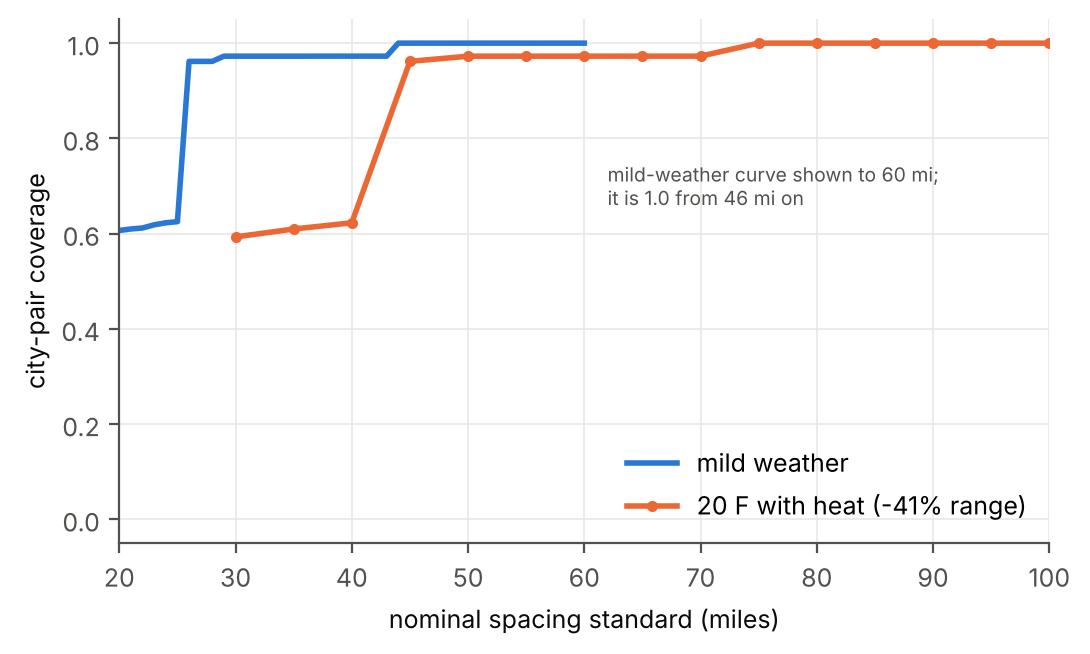 1.0
0.8
0.6
0.4
0.2
0.0
city-pair coverage
mild-weather curve shown to 60 mi;
it is 1.0 from 46 mi on
mild weather
20 F with heat (-41% range)
20 30 40 50 60 70 80 90 100
nominal spacing standard (miles)